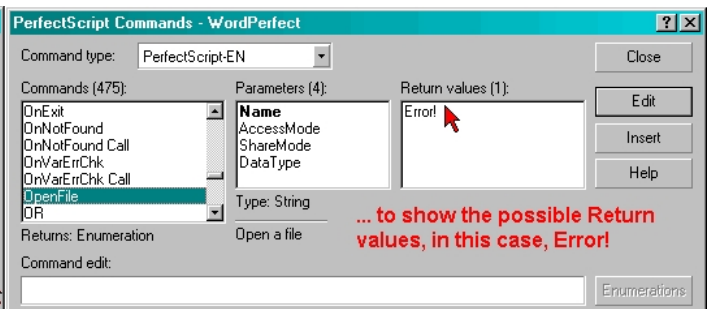 PerfectScript Commands - WordPerfect
Command type: PerfectScript-EN
Close
Commands (475): Parameters (4): Return values (1):
Edit
OnExit
OnNotFound
OnNotFound Call
OnVarErrChk
OnVarErrChk Call
OpenFile
OR
Name
AccessMode
ShareMode
DataType
Error!
Insert
Help
Type: String
... to show the possible Return
values, in this case, Error!
Returns: Enumeration
Open a file
Command edit:
Enumerations